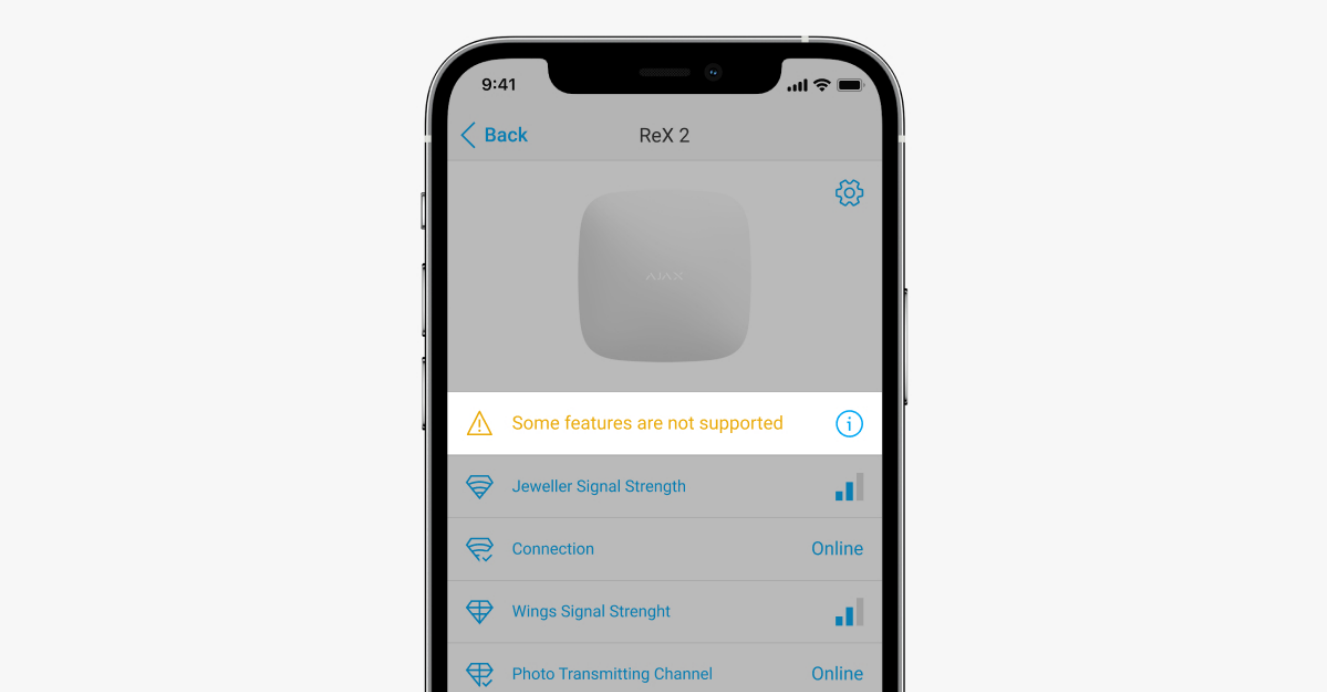 9:41
Back
ReX 2
AJAX
Some features are not supported
Jeweller Signal Strength
Connection
Online
Wings Signal Strenght
Photo Transmitting Channel
Online